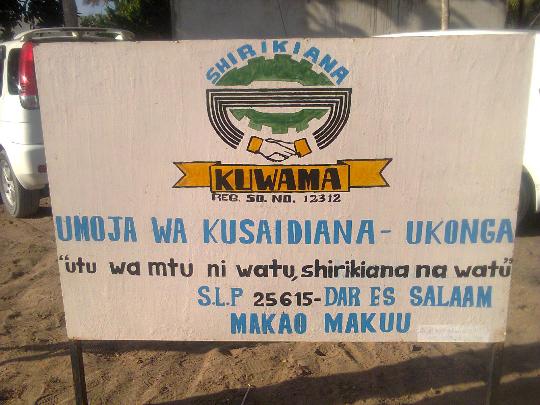 SHIRIKIANA
KUWAMA
REG. SO. NO. 12312
UMOJA WA KUSAIDIANA - UKONGA
"utu wa mtu ni watu, shirikiana na watu"
S.L.P 25615 - DAR ES SALAAM
MAKAO MAKUU